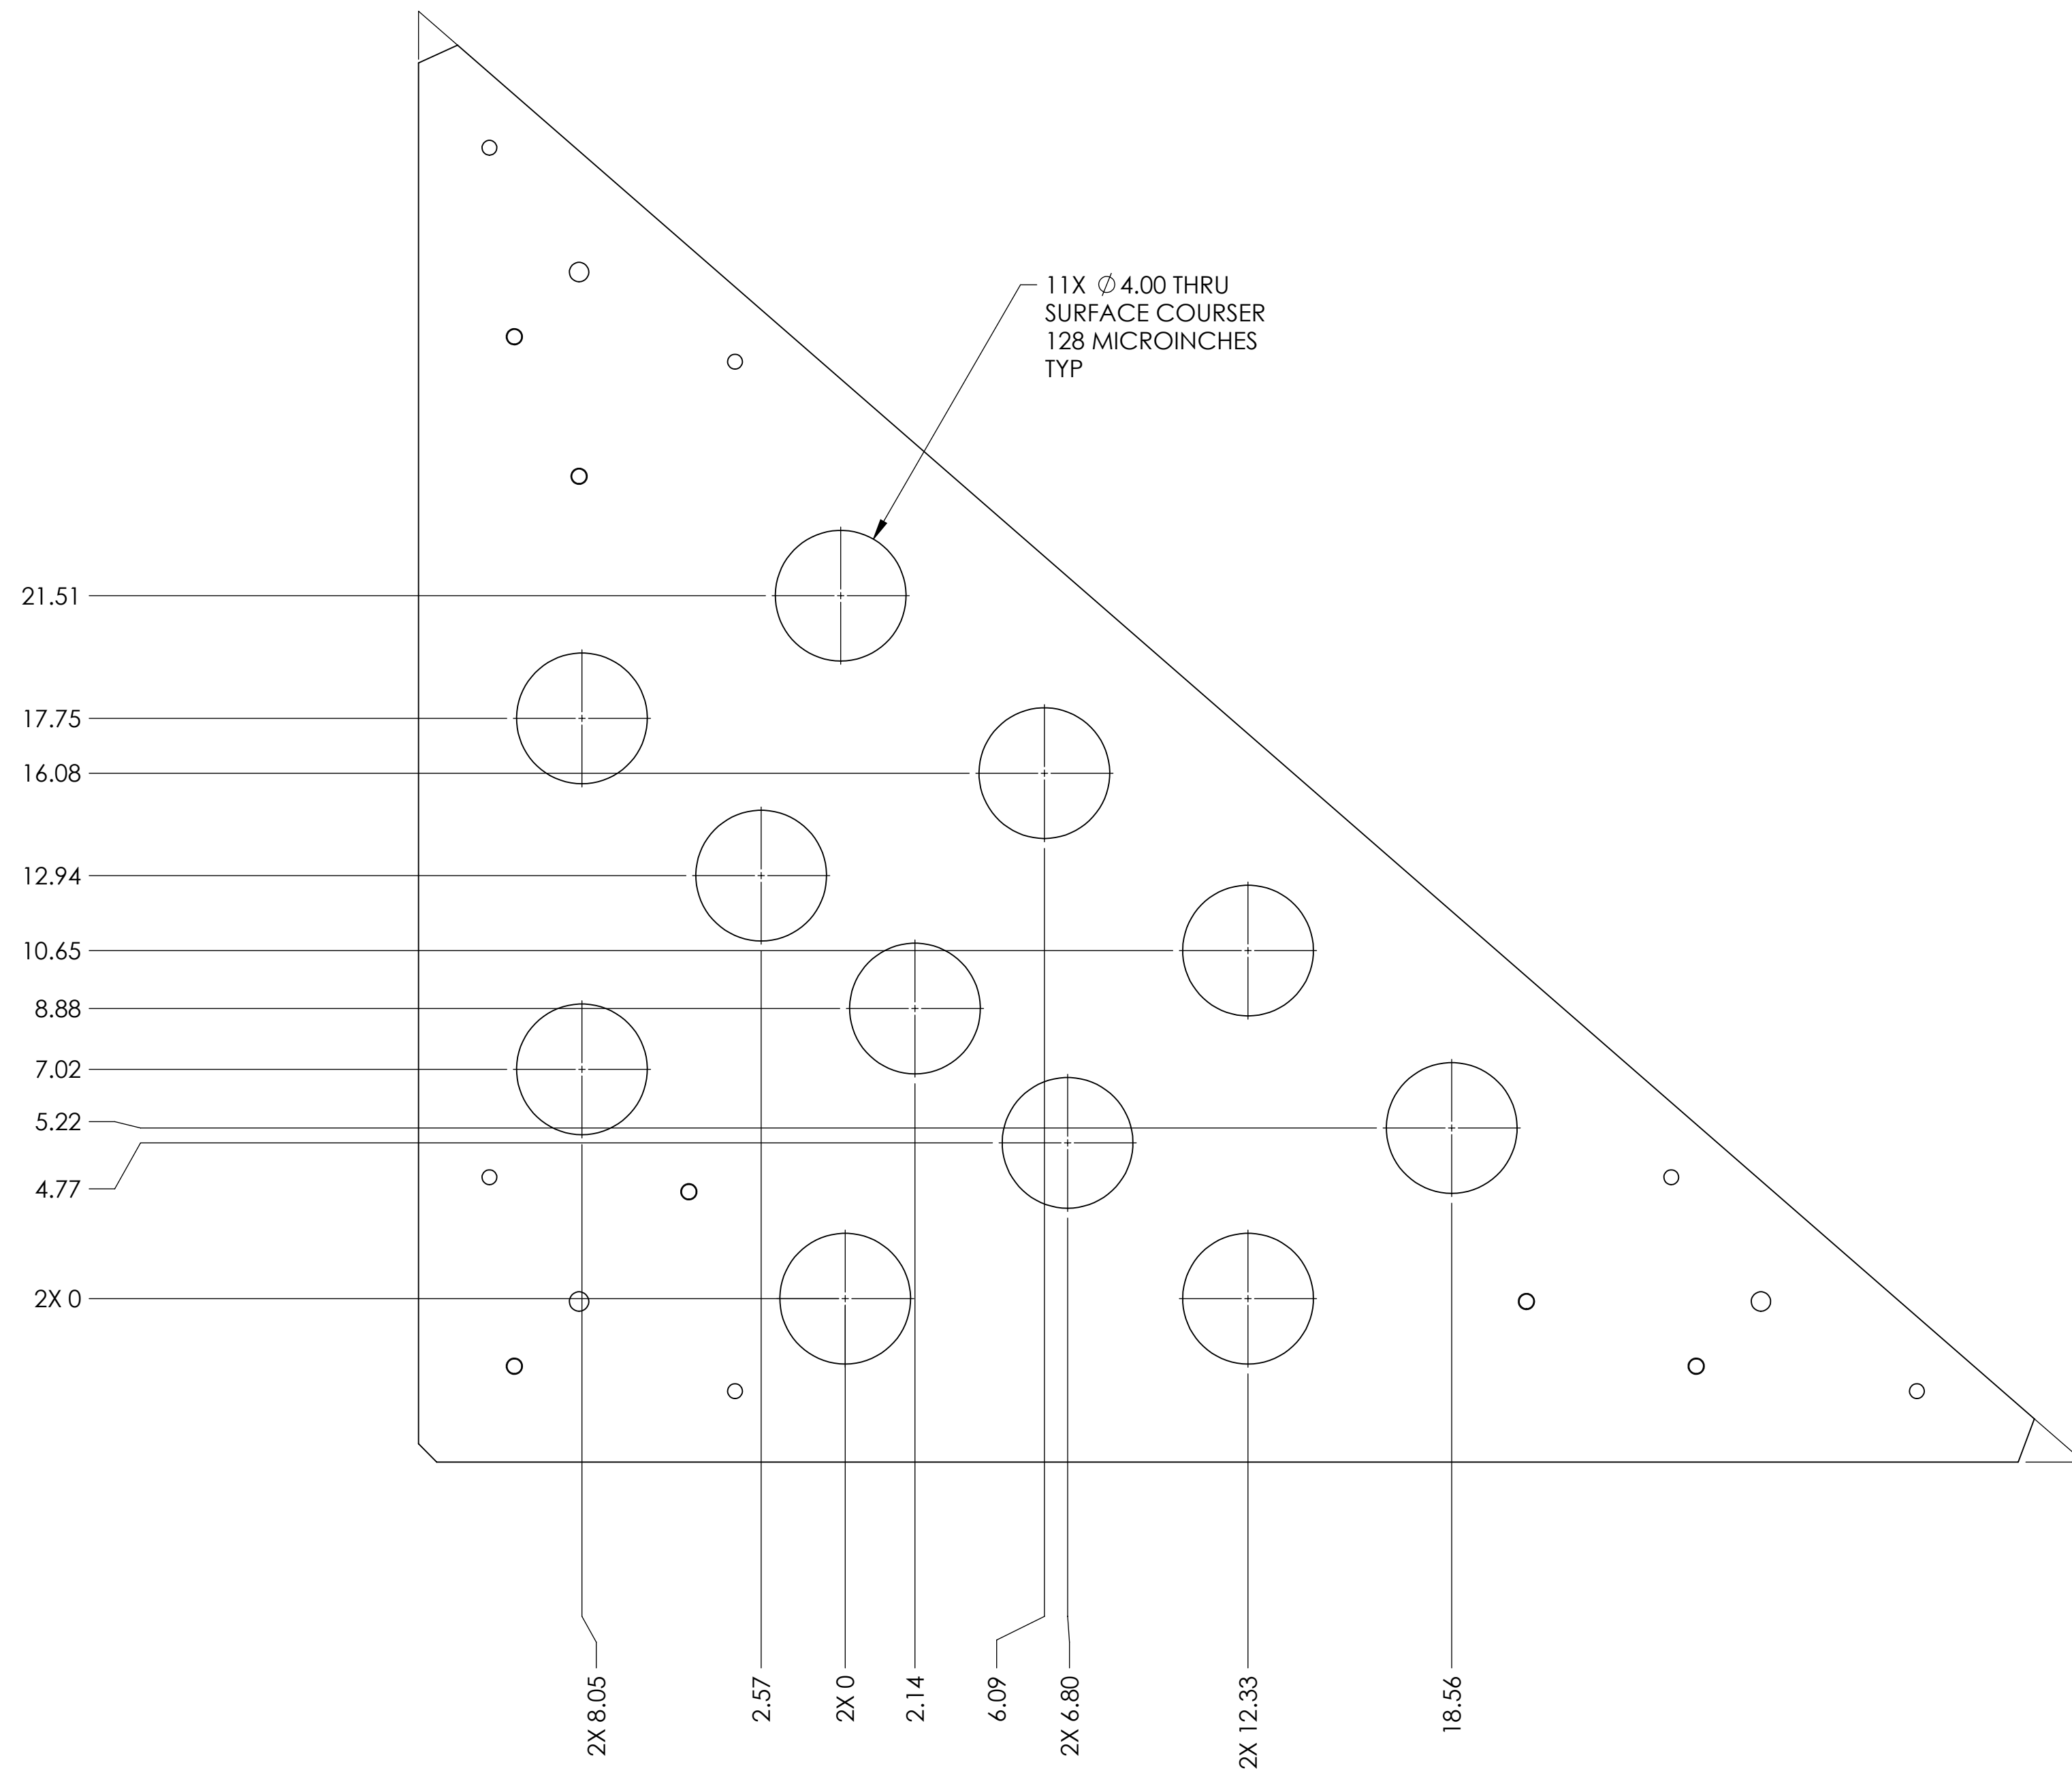 11X ∅ 4.00 THRU
SURFACE COURSER
128 MICROINCHES
TYP
21.51
17.75
16.08
12.94
10.65
8.88
7.02
5.22
4.77
2X 0
2X 8.05
2.57
2X 0
2.14
6.09
2X 6.80
2X 12.33
18.56